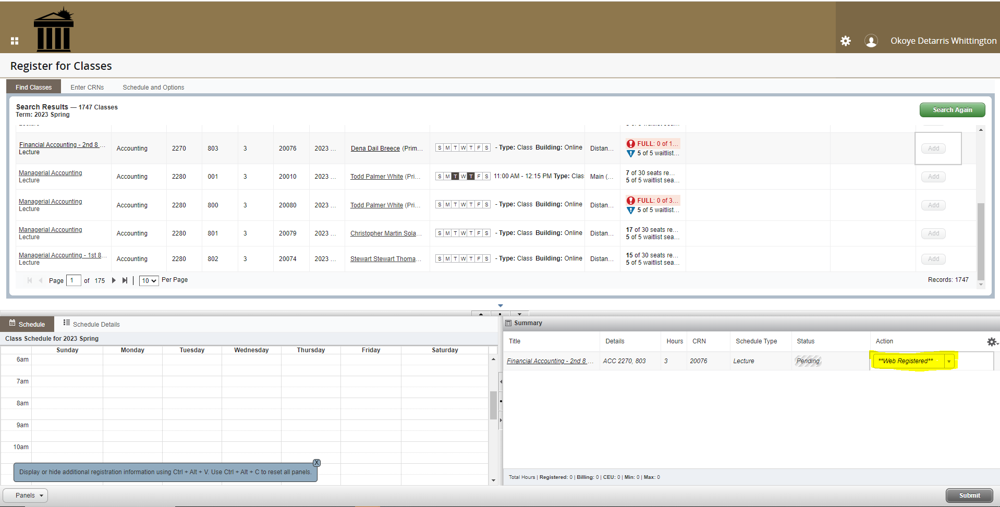 Okoye Detarris Whittington
Register for Classes
Find Classes Enter CRNs Schedule and Options
Search Results — 1747 Classes
Term: 2023 Spring
Search Again
Financial Accounting - 2nd 8 ...
Lecture
Accounting 2270 803 3 20076 2023 ... Dena Dail Breece (Prim... S M T W T F S - Type: Class Building: Online Distan...
FULL: 0 of 1...
5 of 5 waitlist...
Add
Managerial Accounting
Lecture
Accounting 2280 001 3 20010 2023 ... Todd Palmer White (Pri... S M T W T F S 11:00 AM - 12:15 PM Type: Clas Main (...
7 of 30 seats re...
5 of 5 waitlist sea...
Add
Managerial Accounting
Lecture
Accounting 2280 800 3 20080 2023 ... Todd Palmer White (Pri... S M T W T F S - Type: Class Building: Online Distan...
FULL: 0 of 3...
5 of 5 waitlist...
Add
Managerial Accounting
Lecture
Accounting 2280 801 3 20079 2023 ... Christopher Martin Sola... S M T W T F S - Type: Class Building: Online Distan...
17 of 30 seats re...
5 of 5 waitlist sea...
Add
Managerial Accounting - 1st 8...
Lecture
Accounting 2280 802 3 20074 2023 ... Stewart Stewart Thoma... S M T W T F S - Type: Class Building: Online Distan...
15 of 30 seats re...
5 of 5 waitlist sea...
Add
Page 1 of 175 10 Per Page Records: 1747
Schedule Schedule Details
Class Schedule for 2023 Spring
Sunday Monday Tuesday Wednesday Thursday Friday Saturday
6am
7am
8am
9am
10am
Display or hide additional registration information using Ctrl + Alt + V. Use Ctrl + Alt + C to reset all panels.
X
Summary
Title Details Hours CRN Schedule Type Status Action
Financial Accounting - 2nd 8 ... ACC 2270, 803 3 20076 Lecture Pending **Web Registered**
Total Hours | Registered: 0 | Billing: 0 | CEU: 0 | Min: 0 | Max: 0
Panels
Submit